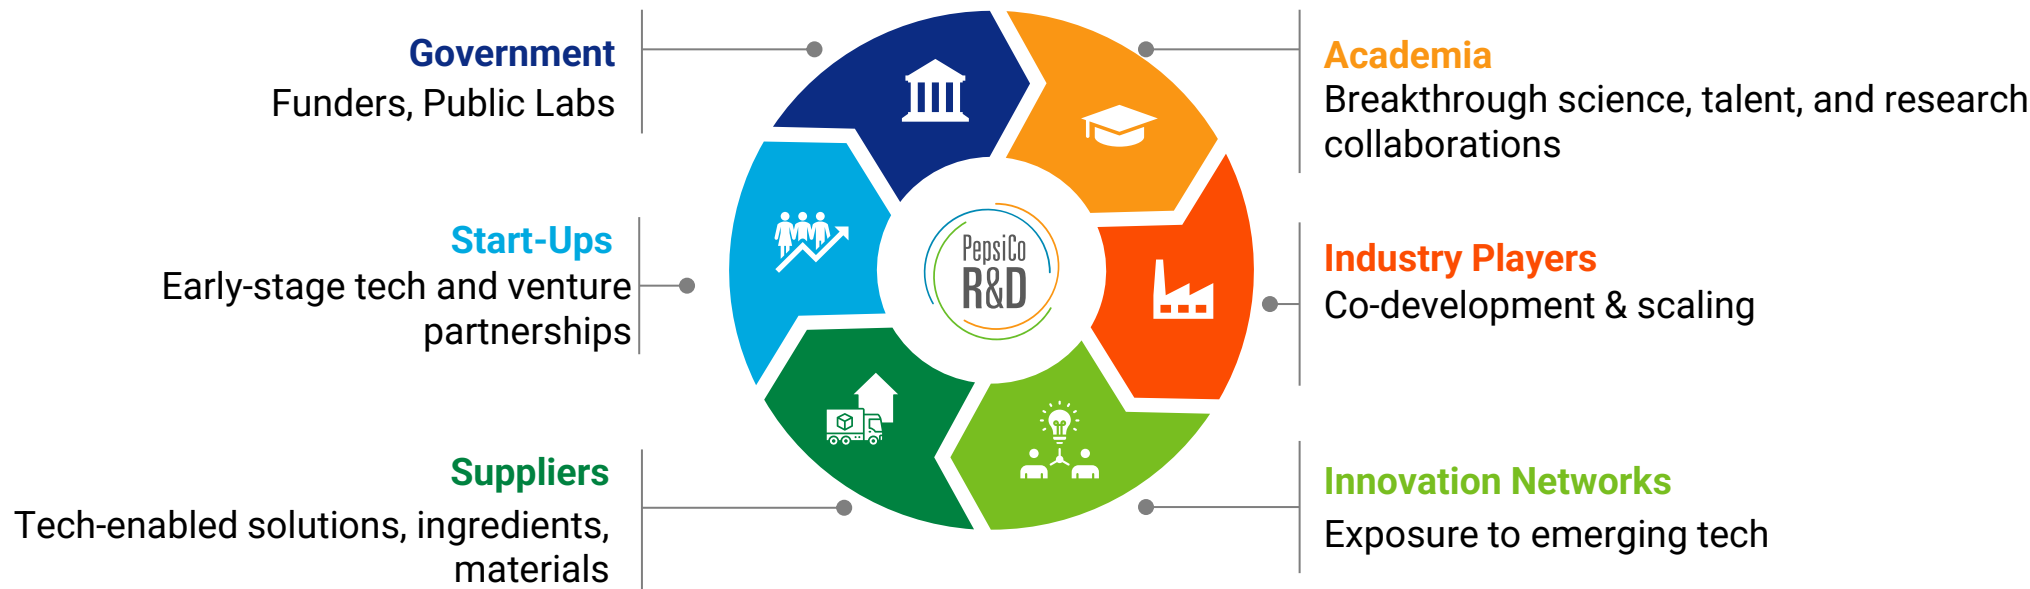 Government
Funders, Public Labs
Start-Ups
Early-stage tech and venture
partnerships
Suppliers
Tech-enabled solutions, ingredients,
materials
PepsiCo
R&D
Academia
Breakthrough science, talent, and research
collaborations
Industry Players
Co-development & scaling
Innovation Networks
Exposure to emerging tech